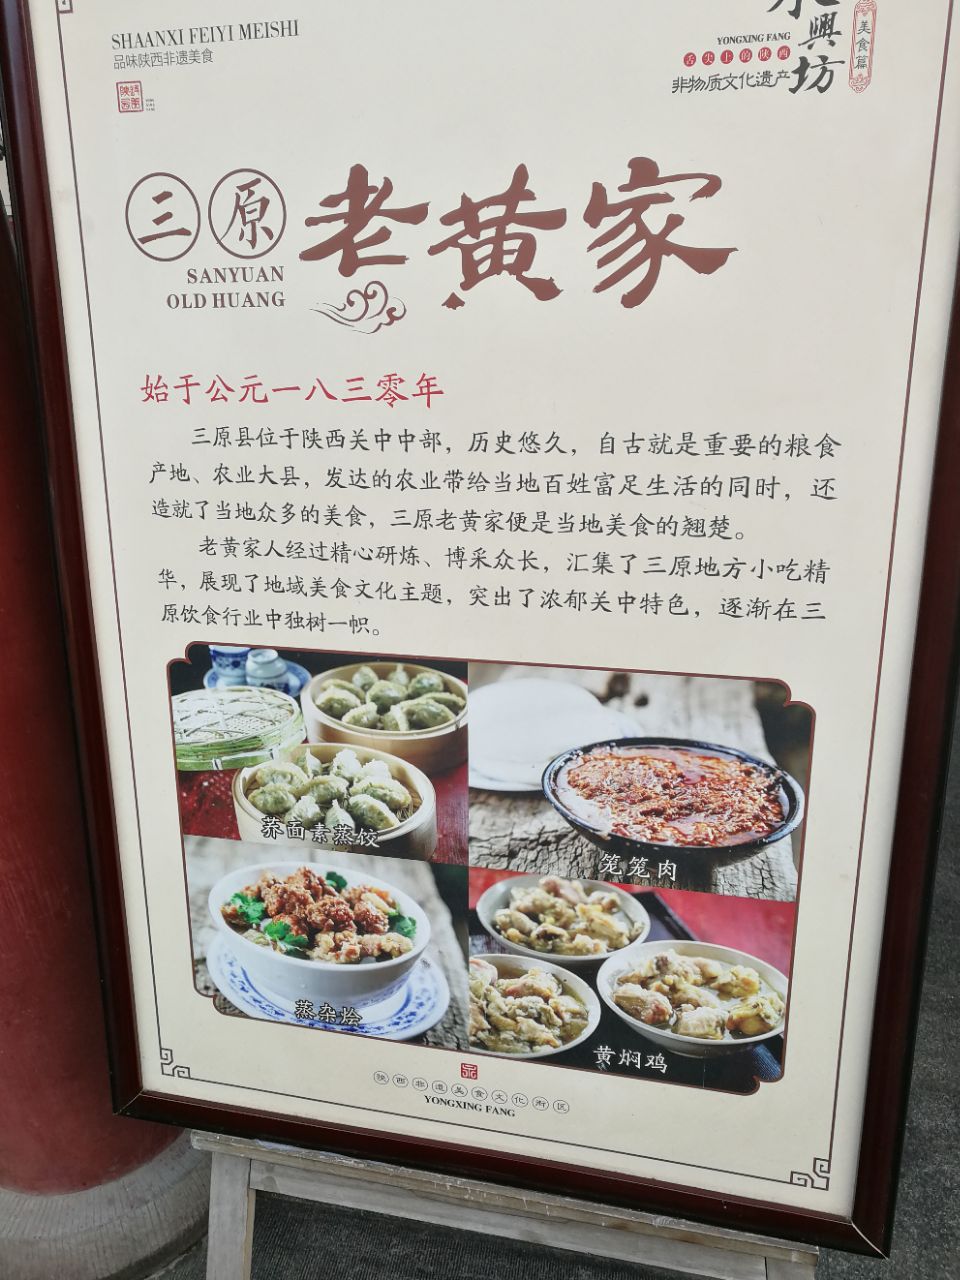 SHAANXI FEIYI MEISHI
品味陕西非遗美食
永興坊
美食篇
YONGXING FANG
舌尖上的陕西
非物质文化遗产
三原老黄家
SANYUAN
OLD HUANG
始于公元一八三零年
三原县位于陕西关中中部，历史悠久，自古就是重要的粮食
产地、农业大县，发达的农业带给当地百姓富足生活的同时，还
造就了当地众多的美食，三原老黄家便是当地美食的翘楚。
老黄家人经过精心研炼、博采众长，汇集了三原地方小吃精
华，展现了地域美食文化主题，突出了浓郁关中特色，逐渐在三
原饮食行业中独树一帜。
荞面素蒸饺
笼笼肉
蒸杂烩
黄焖鸡
陕西非遗美食文化街区
YONGXING FANG